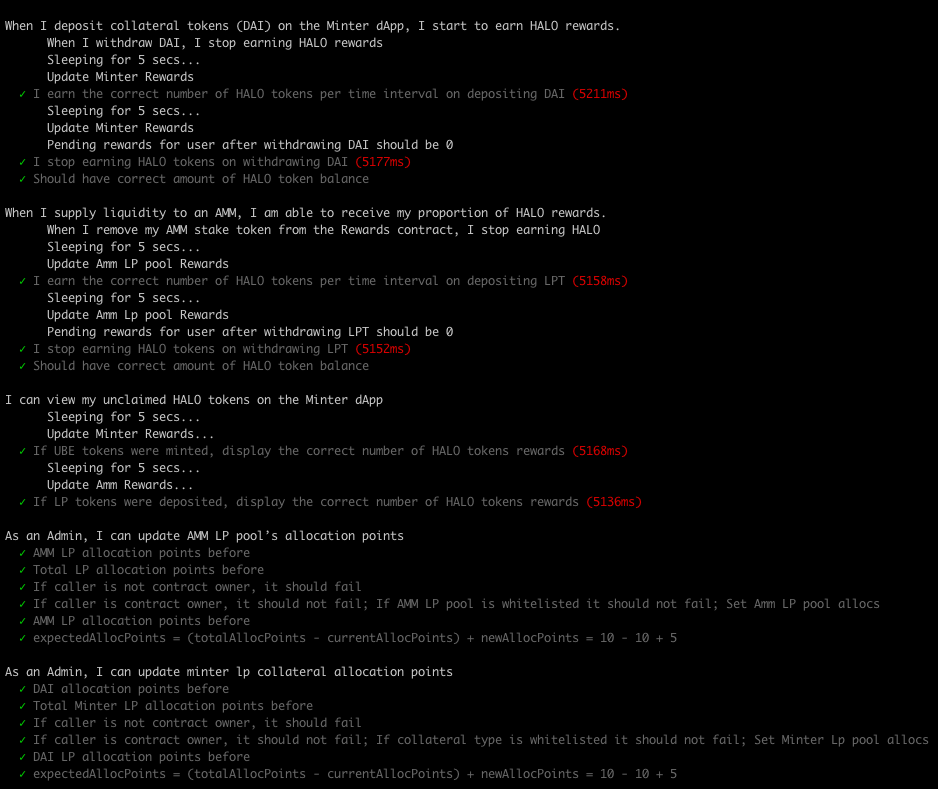 When I deposit collateral tokens (DAI) on the Minter dApp, I start to earn HALO rewards.
When I withdraw DAI, I stop earning HALO rewards
Sleeping for 5 secs...
Update Minter Rewards
✓ I earn the correct number of HALO tokens per time interval on depositing DAI (5211ms)
Sleeping for 5 secs...
Update Minter Rewards
Pending rewards for user after withdrawing DAI should be 0
✓ I stop earning HALO tokens on withdrawing DAI (5177ms)
✓ Should have correct amount of HALO token balance
When I supply liquidity to an AMM, I am able to receive my proportion of HALO rewards.
When I remove my AMM stake token from the Rewards contract, I stop earning HALO
Sleeping for 5 secs...
Update Amm LP pool Rewards
✓ I earn the correct number of HALO tokens per time interval on depositing LPT (5158ms)
Sleeping for 5 secs...
Update Amm Lp pool Rewards
Pending rewards for user after withdrawing LPT should be 0
✓ I stop earning HALO tokens on withdrawing LPT (5152ms)
✓ Should have correct amount of HALO token balance
I can view my unclaimed HALO tokens on the Minter dApp
Sleeping for 5 secs...
Update Minter Rewards...
✓ If UBE tokens were minted, display the correct number of HALO tokens rewards (5168ms)
Sleeping for 5 secs...
Update Amm Rewards...
✓ If LP tokens were deposited, display the correct number of HALO tokens rewards (5136ms)
As an Admin, I can update AMM LP pool’s allocation points
✓ AMM LP allocation points before
✓ Total LP allocation points before
✓ If caller is not contract owner, it should fail
✓ If caller is contract owner, it should not fail; If AMM LP pool is whitelisted it should not fail; Set Amm LP pool allocs
✓ AMM LP allocation points before
✓ expectedAllocPoints = (totalAllocPoints - currentAllocPoints) + newAllocPoints = 10 - 10 + 5
As an Admin, I can update minter lp collateral allocation points
✓ DAI allocation points before
✓ Total Minter LP allocation points before
✓ If caller is not contract owner, it should fail
✓ If caller is contract owner, it should not fail; If collateral type is whitelisted it should not fail; Set Minter Lp pool allocs
✓ DAI LP allocation points before
✓ expectedAllocPoints = (totalAllocPoints - currentAllocPoints) + newAllocPoints = 10 - 10 + 5